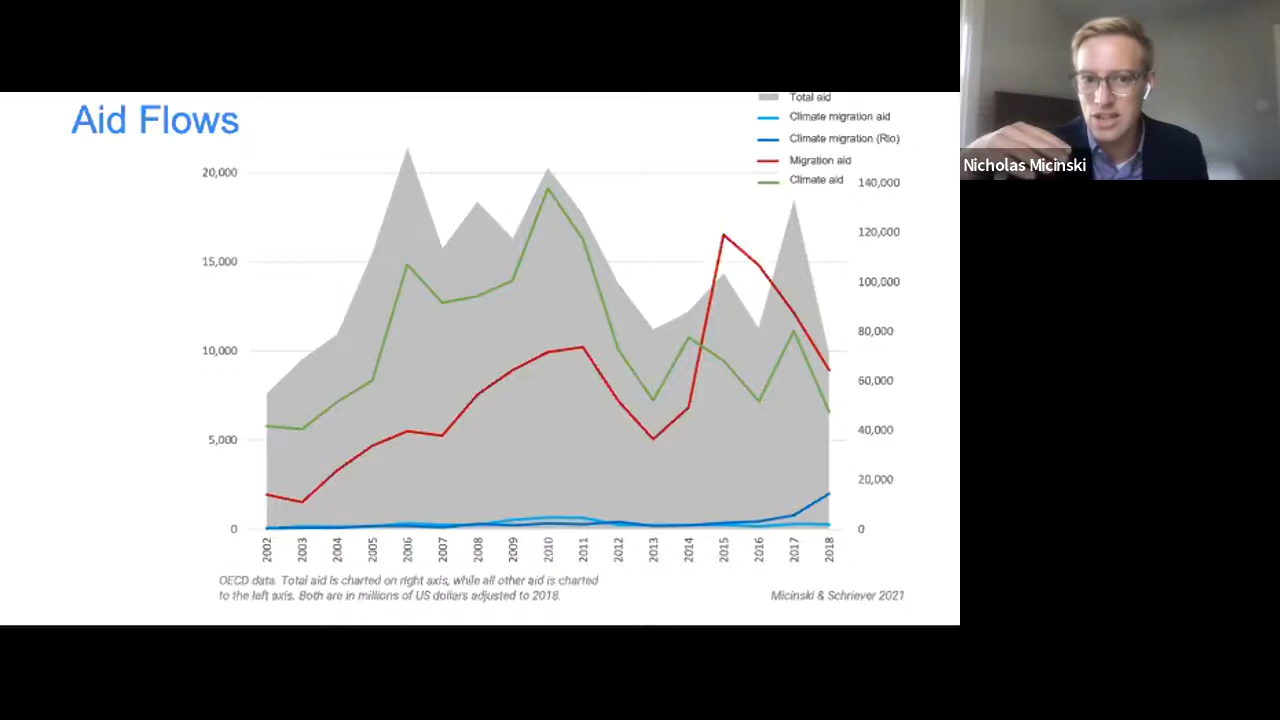 Aid Flows
Total aid
Climate migration aid
Climate migration (Rio)
Migration aid
Climate aid
20,000
15,000
10,000
5,000
0
140,000
120,000
100,000
80,000
60,000
40,000
20,000
0
2002 2003 2004 2005 2006 2007 2008 2009 2010 2011 2012 2013 2014 2015 2016 2017 2018
OECD data. Total aid is charted on right axis, while all other aid is charted
to the left axis. Both are in millions of US dollars adjusted to 2018.
Micinski & Schriever 2021
Nicholas Micinski